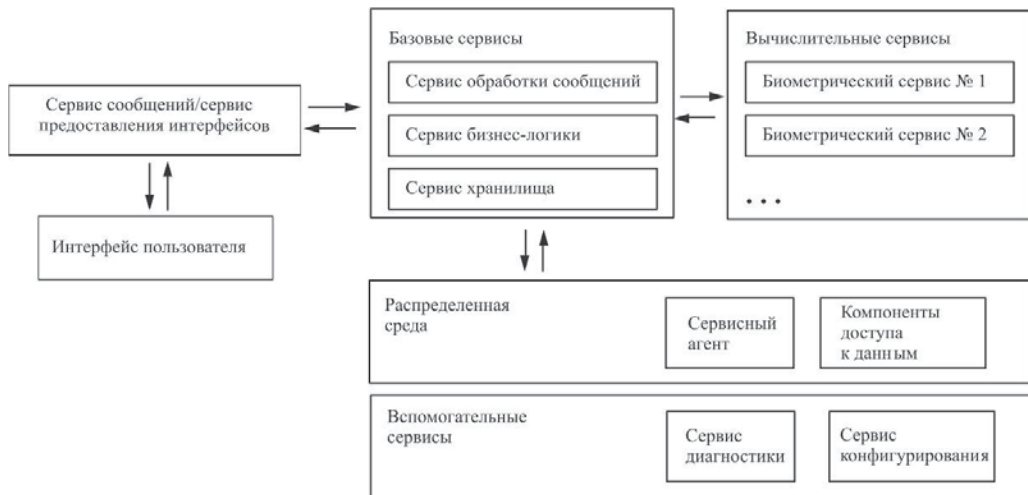 Базовые сервисы
Сервис обработки сообщений
Сервис бизнес-логики
Сервис хранилища
Вычислительные сервисы
Биометрический сервис № 1
Биометрический сервис № 2
...
Сервис сообщений/сервис
предоставления интерфейсов
Интерфейс пользователя
Распределенная
среда
Сервисный
агент
Компоненты
доступа
к данным
Вспомогательные
сервисы
Сервис
диагностики
Сервис
конфигурирования